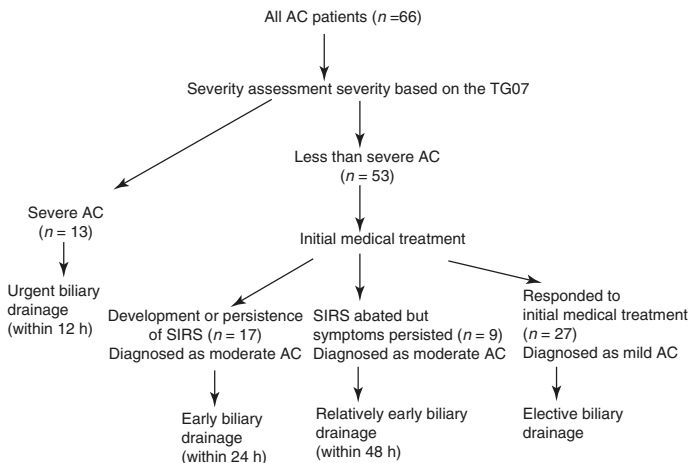 All AC patients (n =66)
Severity assessment severity based on the TG07
Less than severe AC
(n = 53)
Severe AC
(n = 13)
Initial medical treatment
Urgent biliary
drainage
(within 12 h)
Development or persistence
of SIRS (n = 17)
Diagnosed as moderate AC
SIRS abated but
symptoms persisted (n = 9)
Diagnosed as moderate AC
Responded to
initial medical treatment
(n = 27)
Diagnosed as mild AC
Early biliary
drainage
(within 24 h)
Relatively early biliary
drainage
(within 48 h)
Elective biliary
drainage